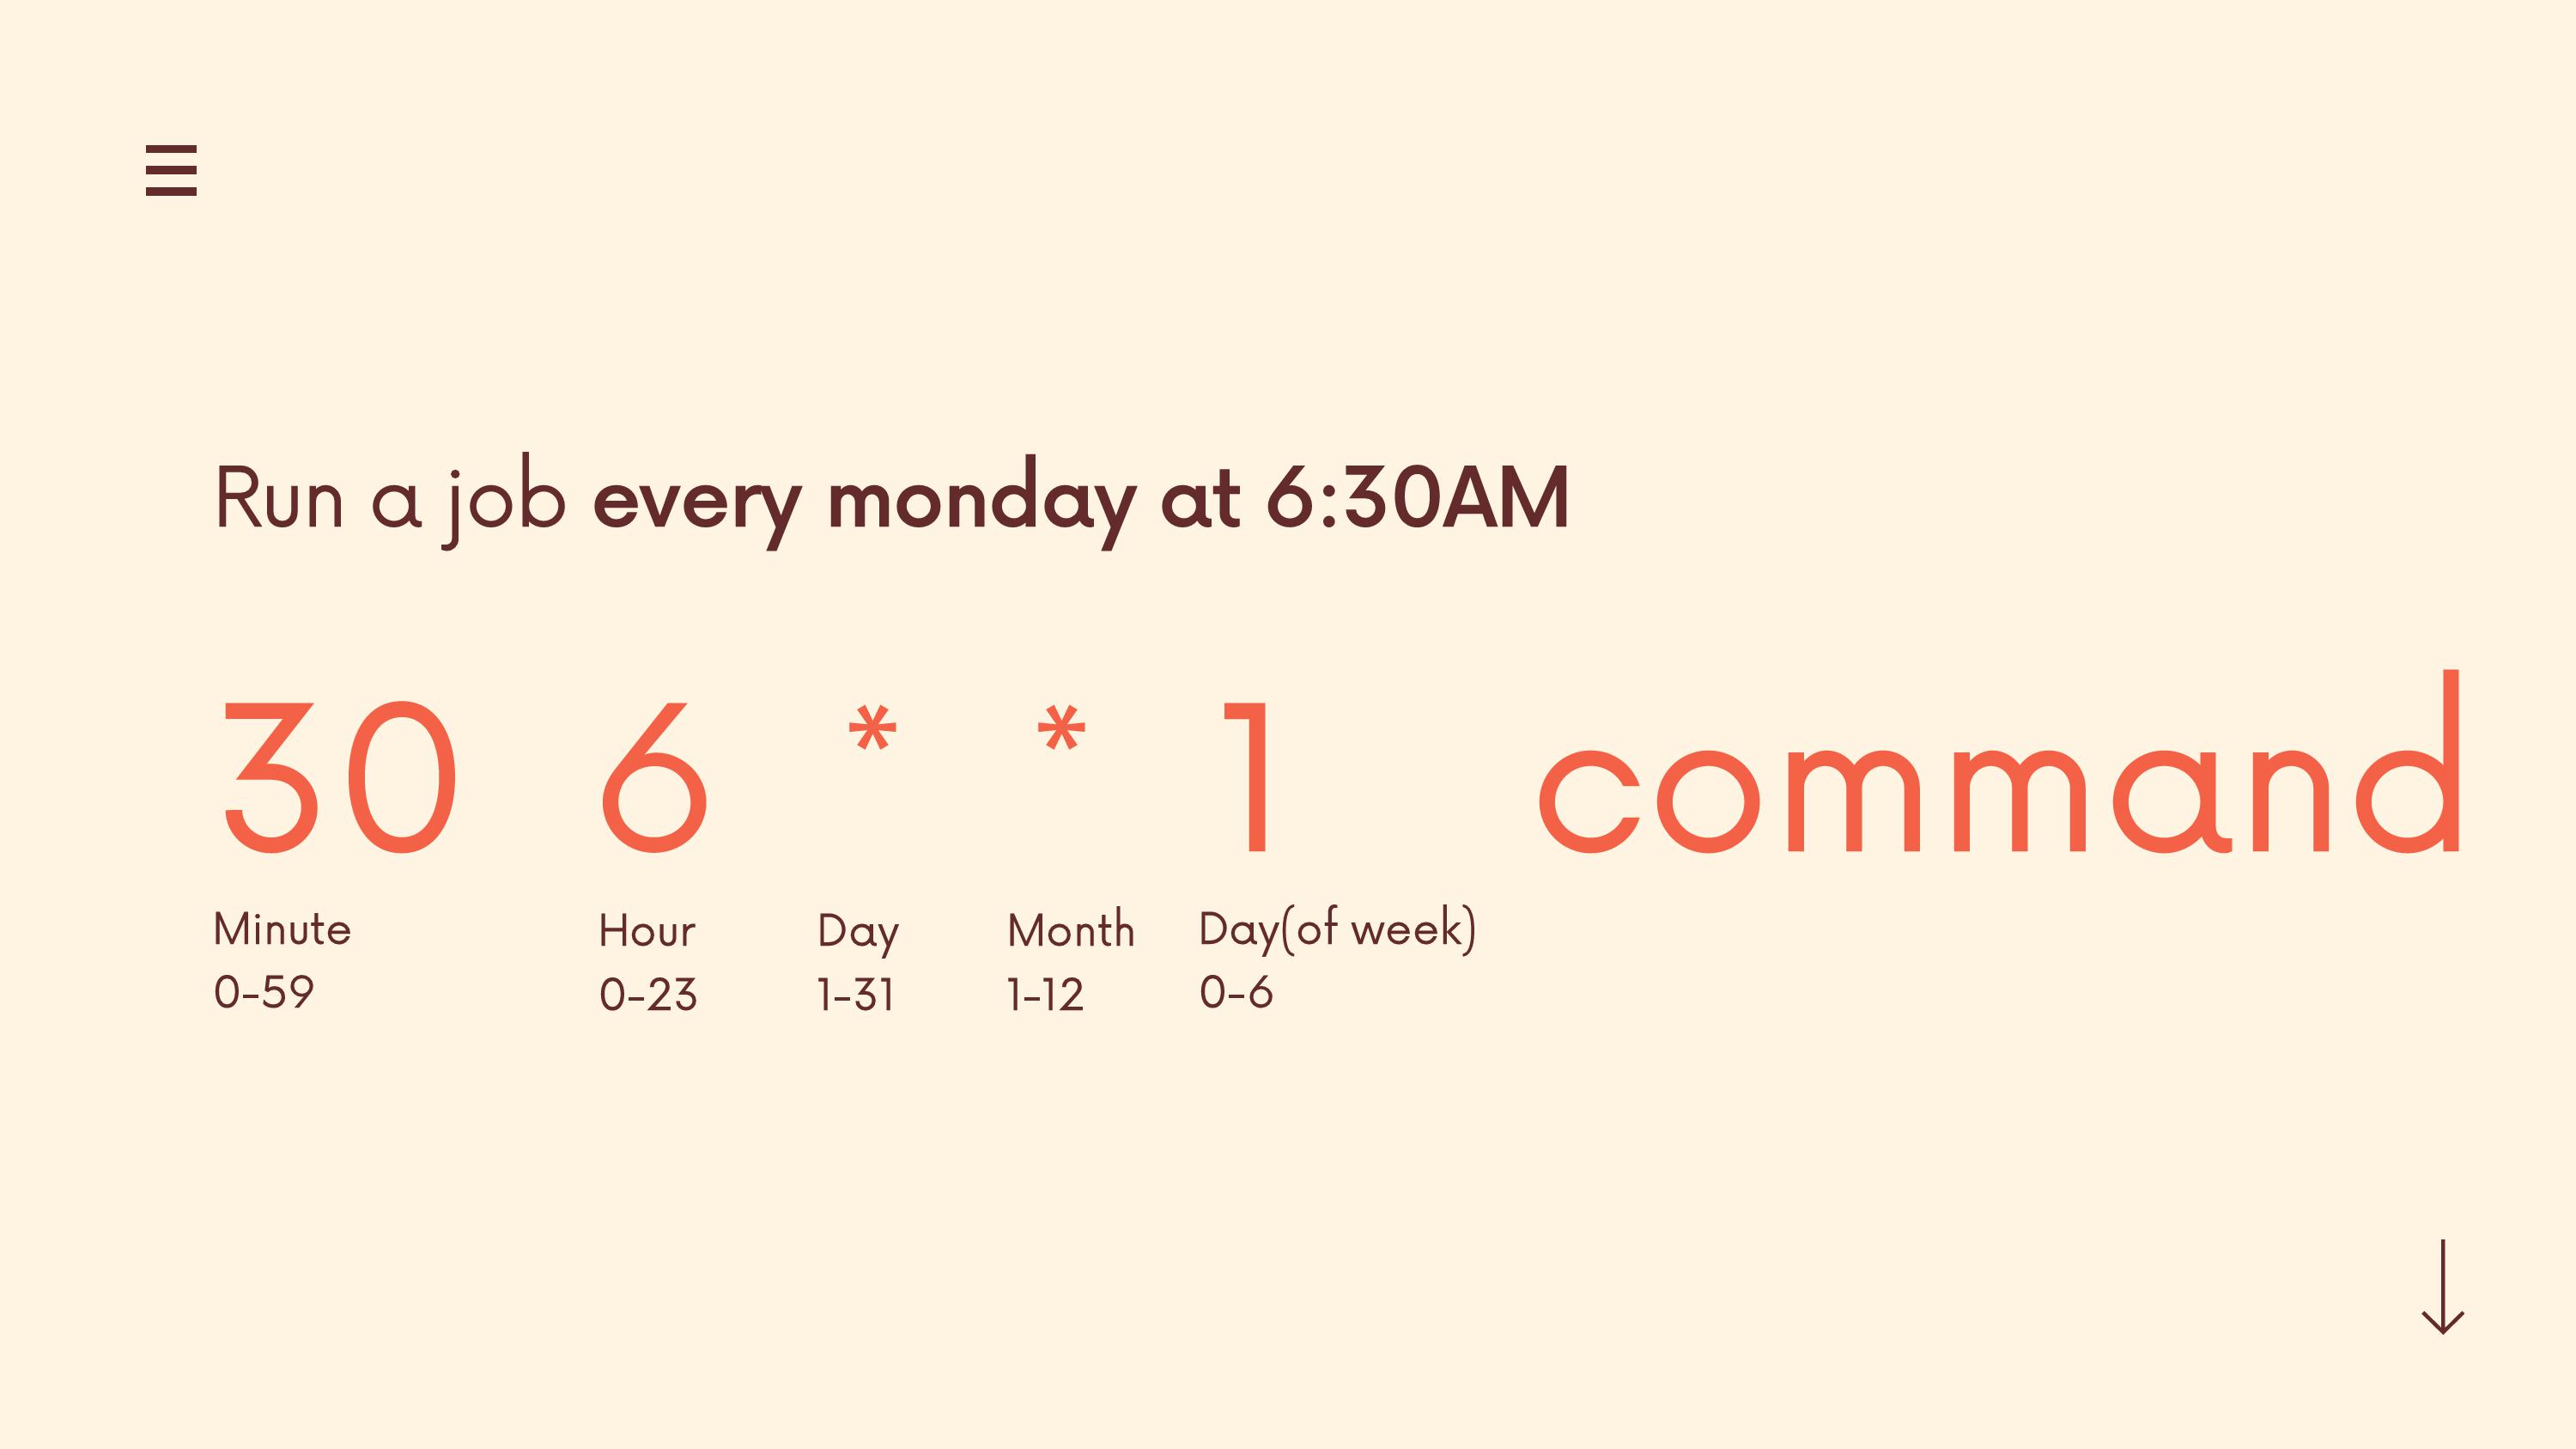 Run a job every monday at 6:30AM
30 6 * * 1 command
Minute Hour Day Month Day(of week)
0-59 0-23 1-31 1-12 0-6